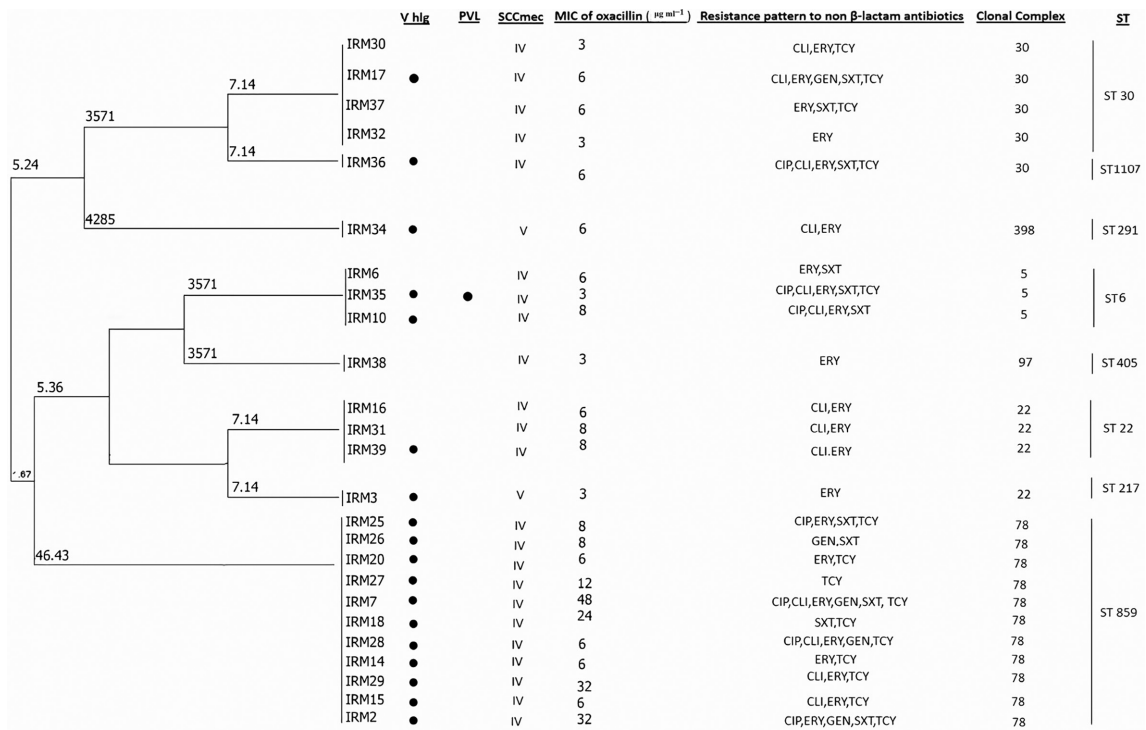 V hlg PVL SCCmec MIC of oxacillin ( µg ml⁻¹ ) Resistance pattern to non β-lactam antibiotics Clonal Complex ST
IRM30 IV 3 CLI,ERY,TCY 30
7.14 IRM17 IV 6 CLI,ERY,GEN,SXT,TCY 30
ST 30
3571 IRM37 IV 6 ERY,SXT,TCY 30
IRM32 IV 3 ERY 30
5.24 7.14 IRM36 IV 6 CIP,CLI,ERY,SXT,TCY 30 ST1107
4285 IRM34 V 6 CLI,ERY 398 ST291
IRM6 IV 6 ERY,SXT 5
3571 IRM35 IV 3 CIP,CLI,ERY,SXT,TCY 5 ST6
IRM10 IV 8 CIP,CLI,ERY,SXT 5
3571 IRM38 IV 3 ERY 97 ST405
5.36 IRM16 IV 6 CLI,ERY 22
7.14 IRM31 IV 8 CLI,ERY 22 ST 22
IRM39 IV 8 CLI.ERY 22
.67 7.14 IRM3 V 3 ERY 22 ST 217
IRM25 IV 8 CIP,ERY,SXT,TCY 78
IRM26 IV 8 GEN.SXT 78
46.43 IRM20 IV 6 ERY,TCY 78
IRM27 IV 12 TCY 78
IRM7 IV 48 CIP,CLI,ERY,GEN,SXT, TCY 78
ST 859
IRM18 IV 24 SXT,TCY 78
IRM28 IV 6 CIP,CLI,ERY,GEN,TCY 78
IRM14 IV 6 ERY,TCY 78
IRM29 IV 32 CLI,ERY,TCY 78
IRM15 IV 6 CLI,ERY,TCY 78
IRM2 IV 32 CIP,ERY,GEN,SXT,TCY 78